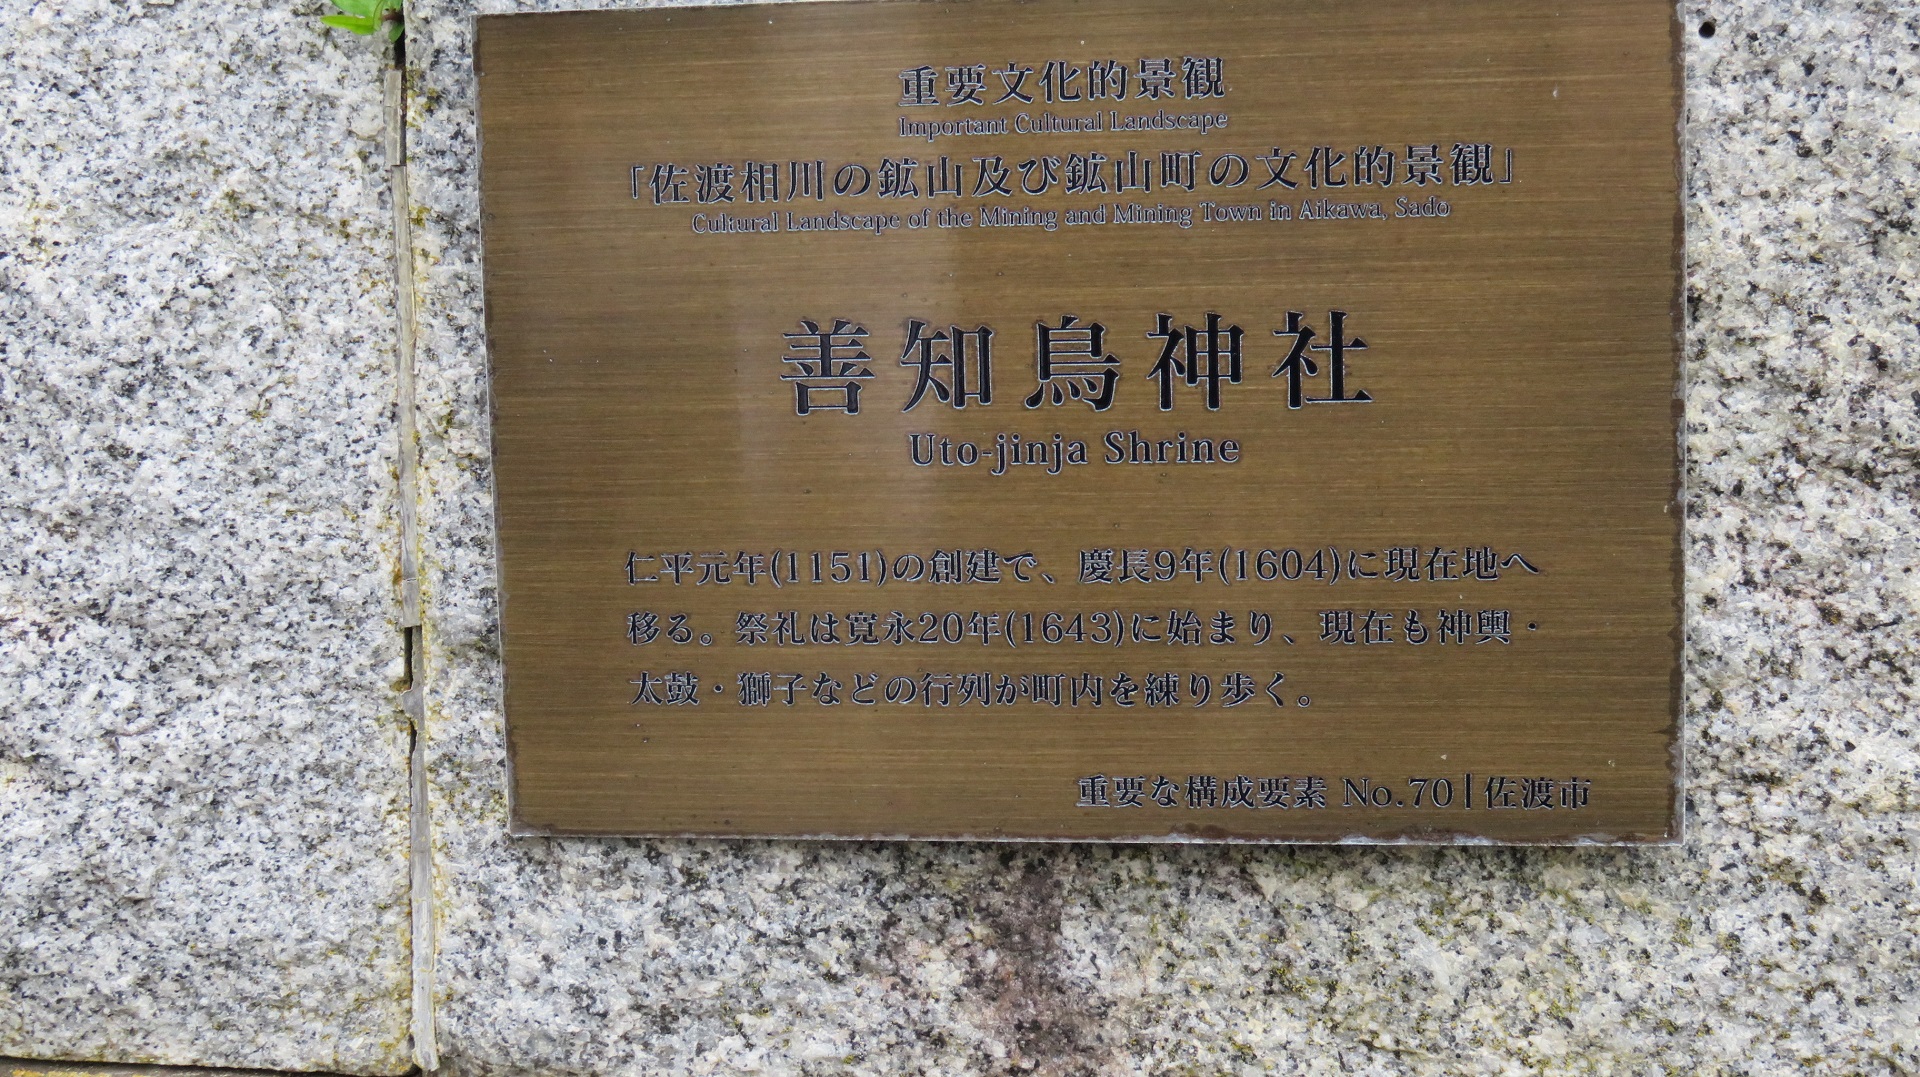 重要文化的景観
Important Cultural Landscape
「佐渡相川の鉱山及び鉱山町の文化的景観」
Cultural Landscape of the Mining and Mining Town in Aikawa, Sado
善知鳥神社
Uto-jinja Shrine
仁平元年(1151)の創建で、慶長9年(1604)に現在地へ
移る。祭礼は寛永20年(1643)に始まり、現在も神輿・
太鼓・獅子などの行列が町内を練り歩く。
重要な構成要素 No.70|佐渡市